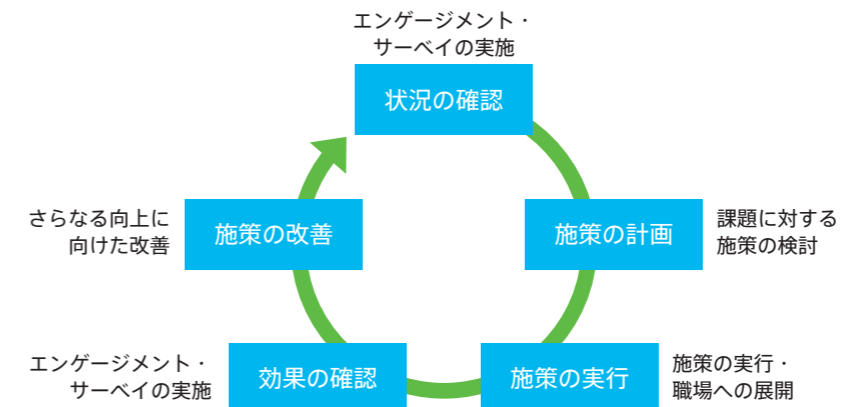 エンゲージメント・
サーベイの実施
状況の確認
施策の計画
課題に対する
施策の検討
施策の実行
施策の実行・
職場への展開
効果の確認
エンゲージメント・
サーベイの実施
施策の改善
さらなる向上に
向けた改善